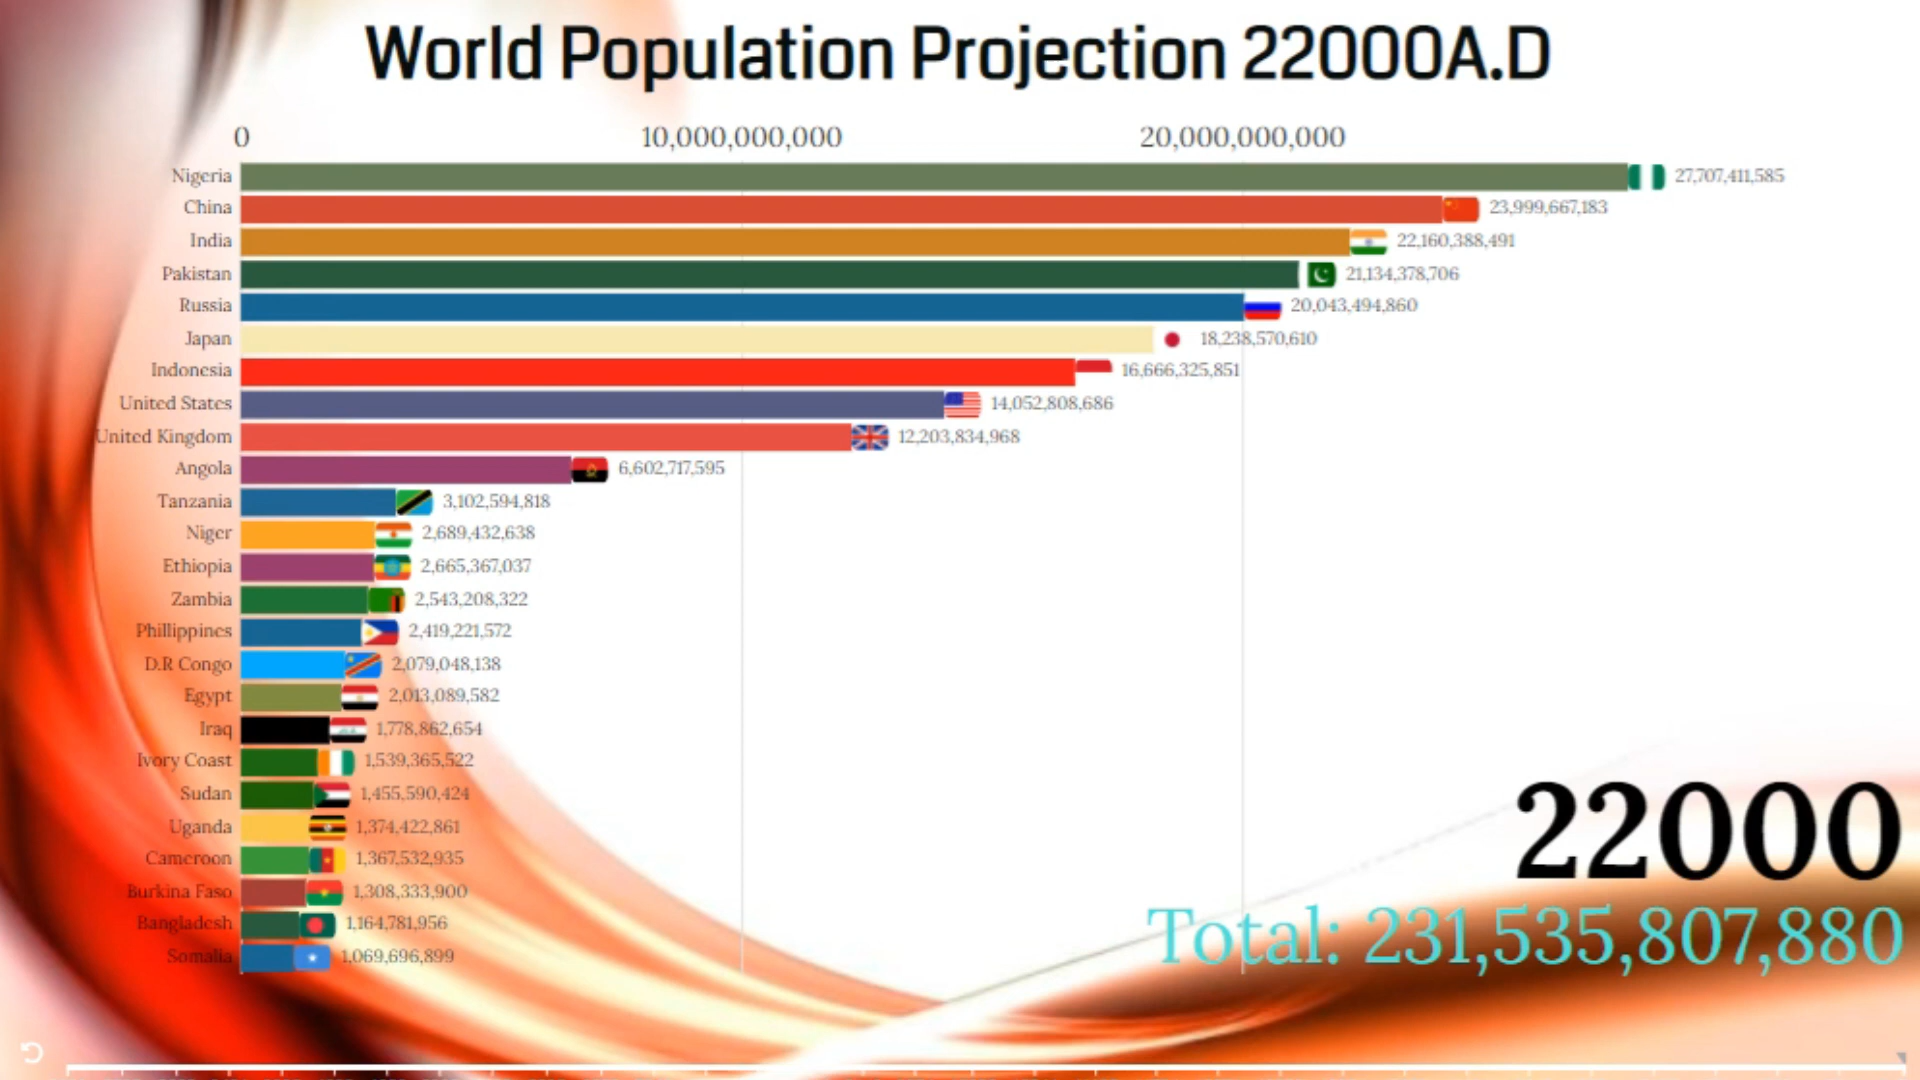 World Population Projection 22000A.D
0 10,000,000,000 20,000,000,000
Nigeria 27,707,411,585
China 23,999,667,183
India 22,160,388,491
Pakistan 21,134,378,706
Russia 20,043,494,860
Japan 18,238,570,610
Indonesia 16,666,325,851
United States 14,052,808,686
United Kingdom 12,203,834,968
Angola 6,602,717,595
Tanzania 3,102,594,818
Niger 2,689,432,638
Ethiopia 2,665,367,037
Zambia 2,543,208,322
Phillippines 2,419,221,572
D.R Congo 2,079,048,138
Egypt 2,013,089,582
Iraq 1,778,862,654
Ivory Coast 1,539,365,522
Sudan 1,455,590,424
Uganda 1,374,422,861
Cameroon 1,367,532,935
Burkina Faso 1,308,333,900
Bangladesh 1,164,781,956
Somalia 1,069,696,899
22000
Total: 231,535,807,880